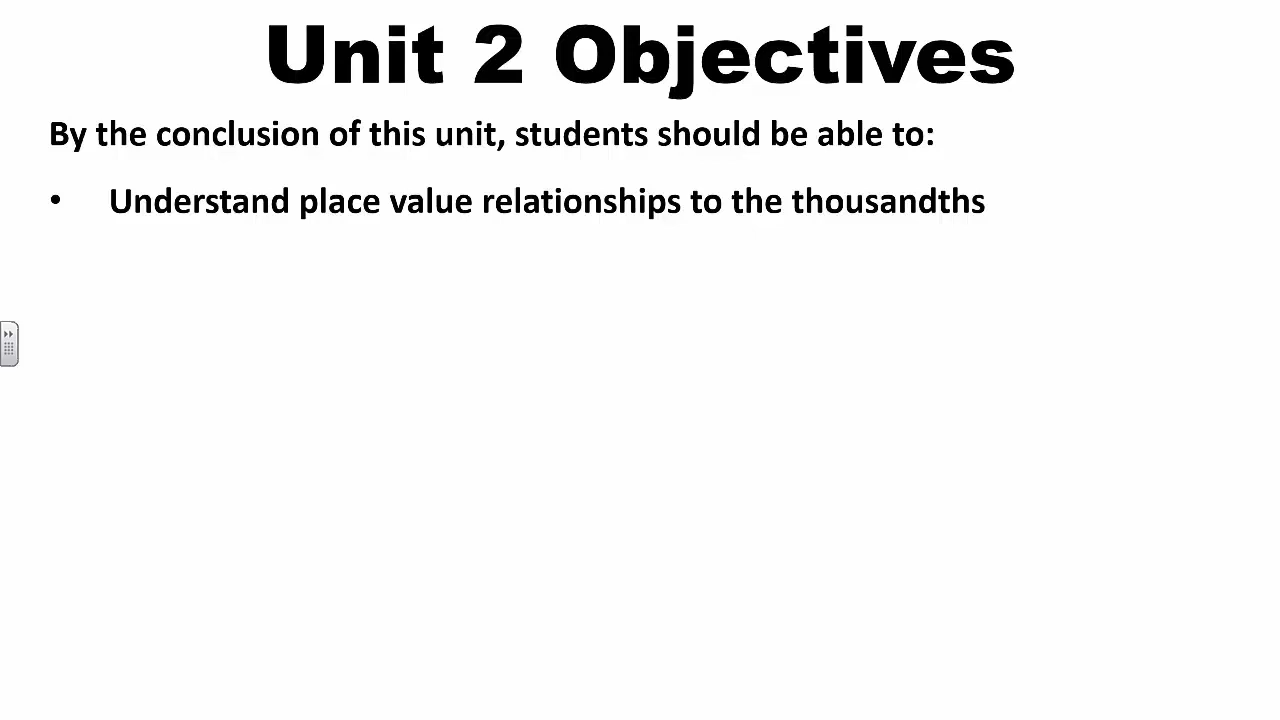 Unit 2 Objectives
By the conclusion of this unit, students should be able to:
• Understand place value relationships to the thousandths